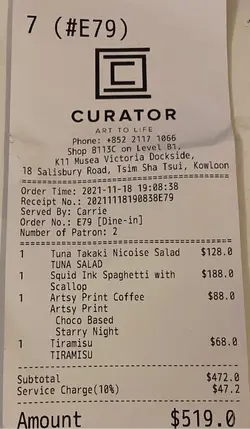 7 (#E79)
CURATOR
ART TO LIFE
Phone: +852 2117 1066
Shop B113C on Level B1.
K11 Musea Victoria Dockside,
18 Salisbury Road, Tsim Sha Tsui, Kowloon
Order Time: 2021-11-18 19:08:38
Receipt No.: 20211118190838E79
Served By: Carrie
Order No.: E79 [Dine-in]
Number of Patron: 2
1 Tuna Takaki Nicoise Salad $128.0
TUNA SALAD
1 Squid Ink Spaghetti with $188.0
Scallop
1 Artsy Print Coffee $88.0
Artsy Print
Choco Based
Starry Night
1 Tiramisu $68.0
TIRAMISU
Subtotal $472.0
Service Charge(10%) $47.2
Amount $519.0